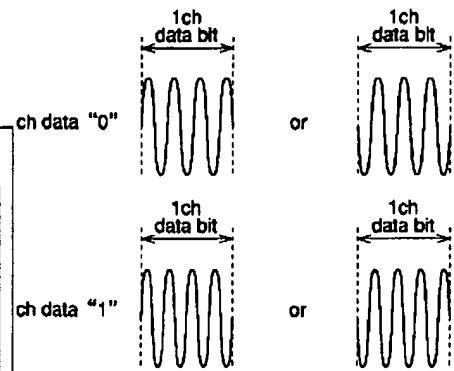 1ch
data bit
1ch
data bit
ch data "0"
or
1ch
data bit
1ch
data bit
ch data "1"
or